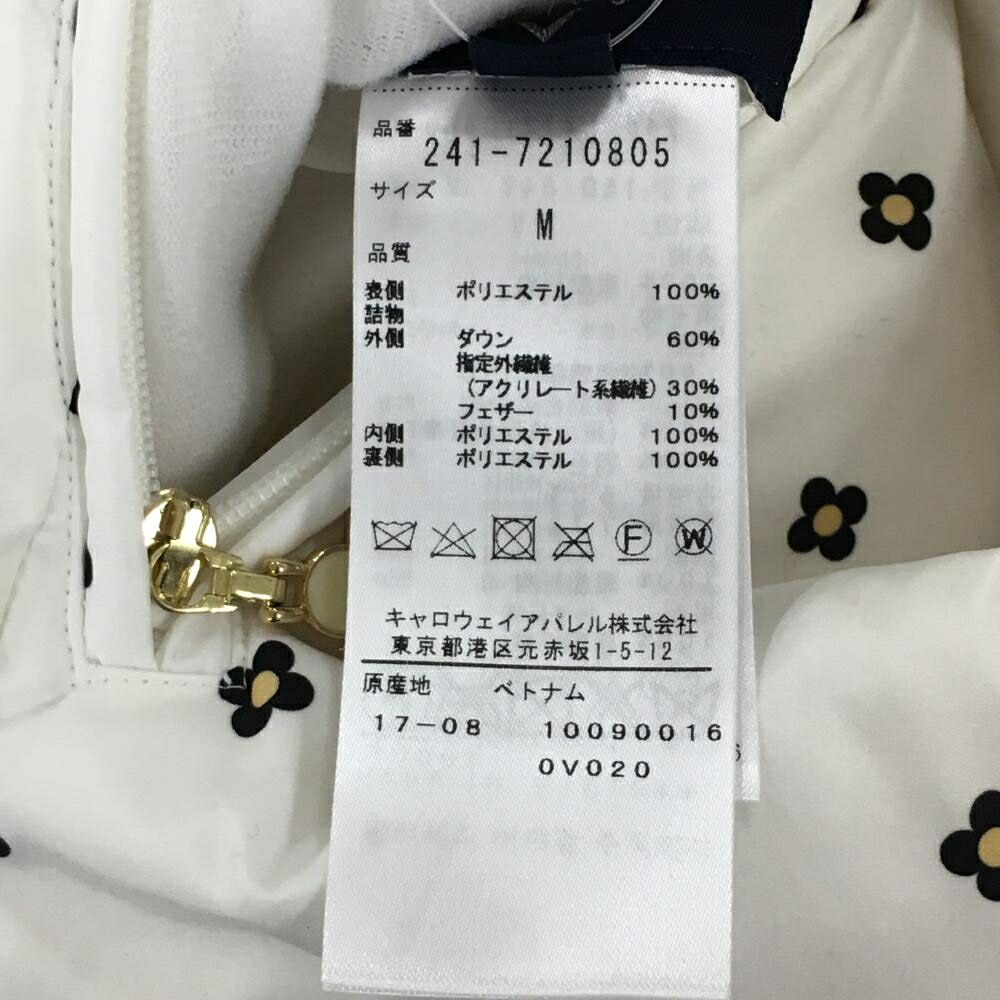 品番
241-7210805
サイズ
M
品質
表側 ポリエステル 100%
詰物
外側 ダウン 60%
指定外繊維
(アクリレート系繊維) 30%
フェザー 10%
内側 ポリエステル 100%
裏側 ポリエステル 100%
F W
キャロウェイアパレル株式会社
東京都港区元赤坂1-5-12
原産地 ベトナム
17-08 10090016
0V020